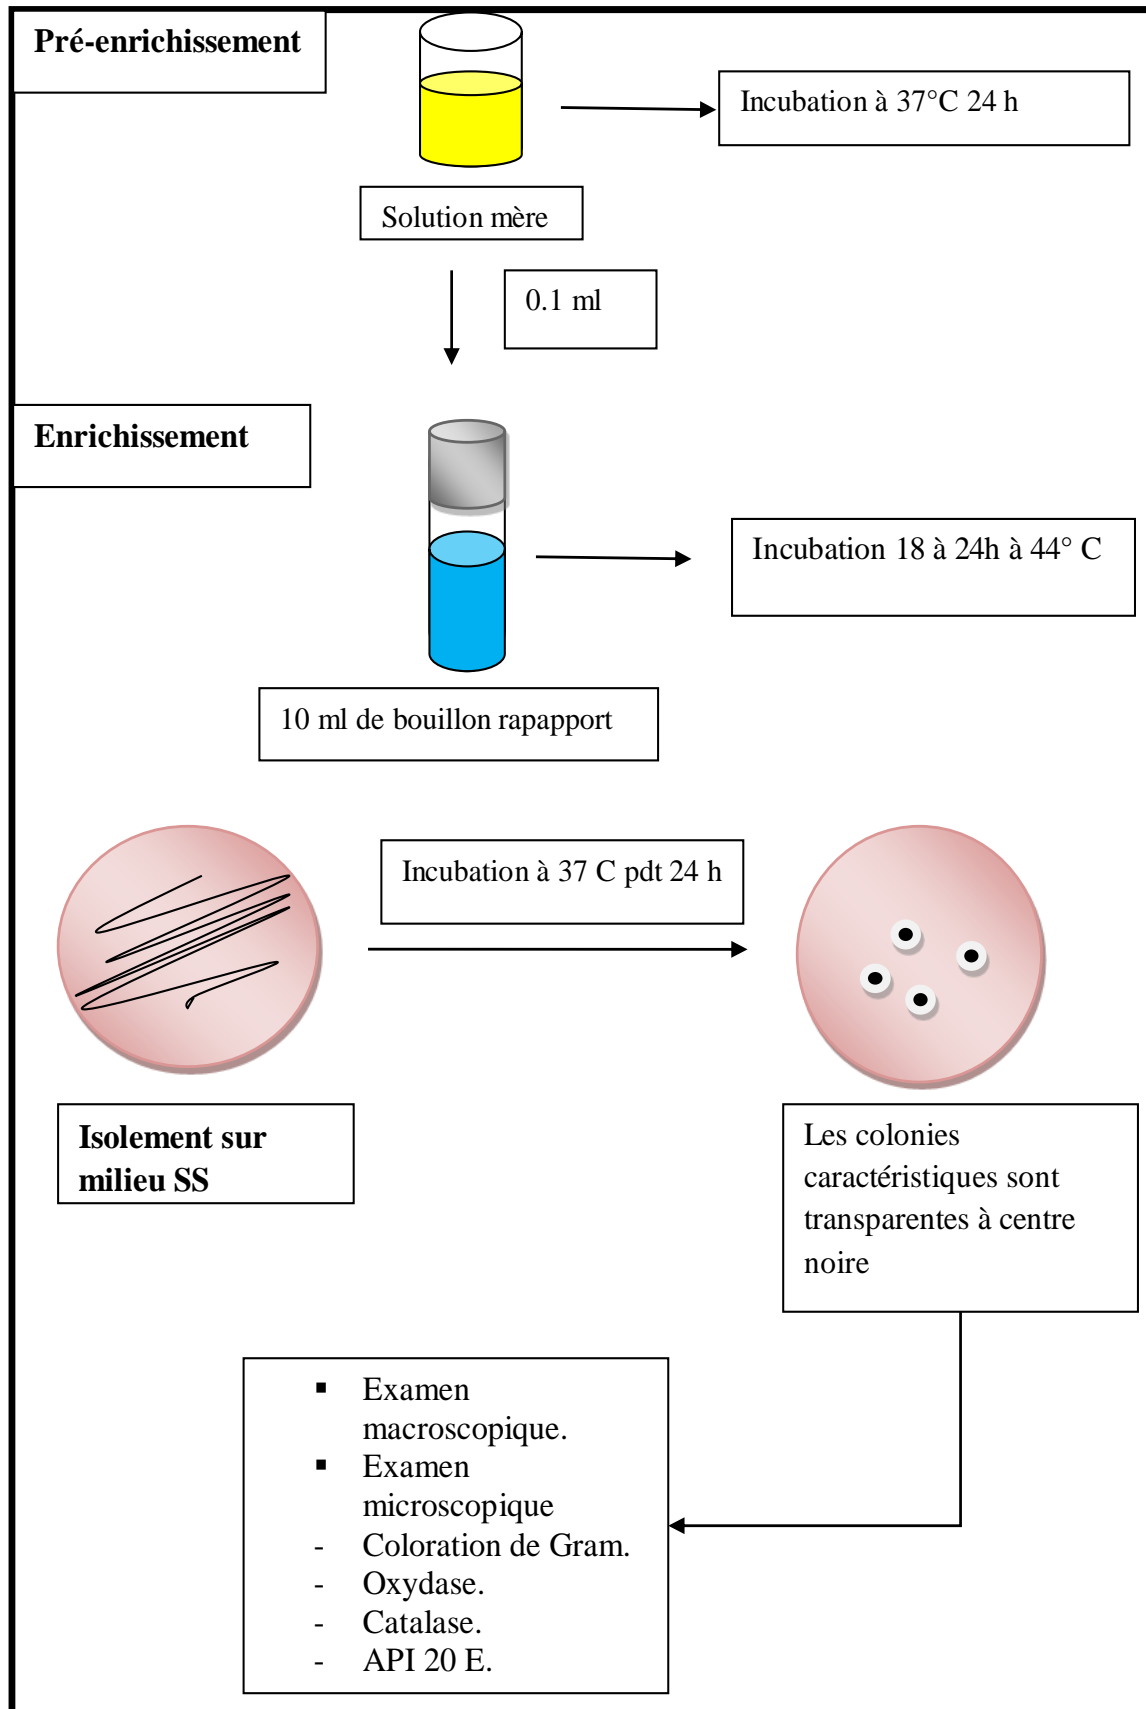 Pré-enrichissement
Incubation à 37°C 24 h
Solution mère
0.1 ml
Enrichissement
Incubation 18 à 24h à 44° C
10 ml de bouillon rapapport
Incubation à 37 C pdt 24 h
Isolement sur
milieu SS
Les colonies
caractéristiques sont
transparentes à centre
noire
▪ Examen
macroscopique.
▪ Examen
microscopique
- Coloration de Gram.
- Oxydase.
- Catalase.
- API 20 E.